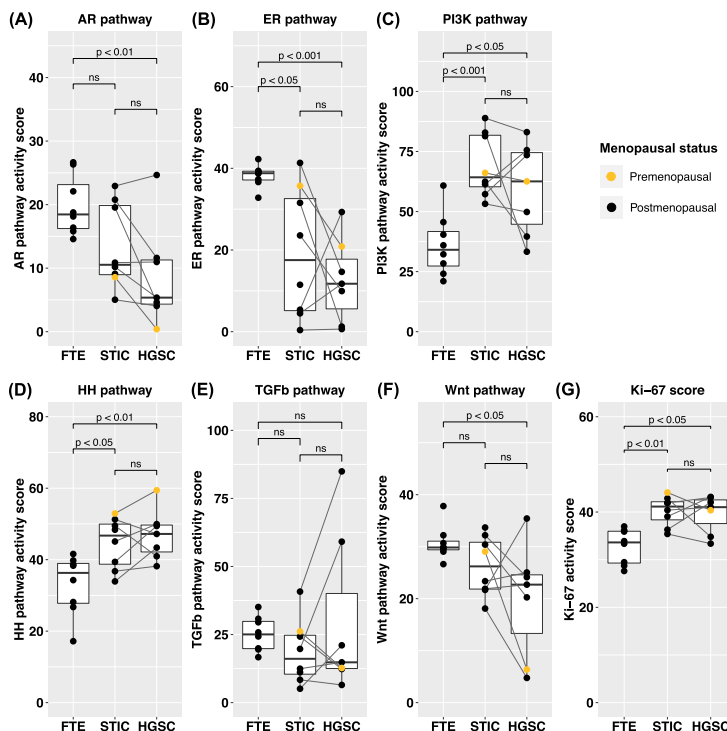 (A) AR pathway
AR pathway activity score
40
30
20
10
0
p < 0.01
ns
ns
FTE STIC HGSC
(B) ER pathway
ER pathway activity score
60
40
20
0
p < 0.001
p < 0.05
ns
FTE STIC HGSC
(C) PI3K pathway
PI3K pathway activity score
100
75
50
25
0
p < 0.05
p < 0.001
ns
FTE STIC HGSC
Menopausal status
Premenopausal
Postmenopausal
(D) HH pathway
HH pathway activity score
80
60
40
20
0
p < 0.01
p < 0.05
ns
FTE STIC HGSC
(E) TGFb pathway
TGFb pathway activity score
100
75
50
25
0
ns
ns
ns
FTE STIC HGSC
(F) Wnt pathway
Wnt pathway activity score
40
20
0
p < 0.05
ns
ns
FTE STIC HGSC
(G) Ki−67 score
Ki−67 activity score
60
40
20
0
p < 0.05
p < 0.01
ns
FTE STIC HGSC